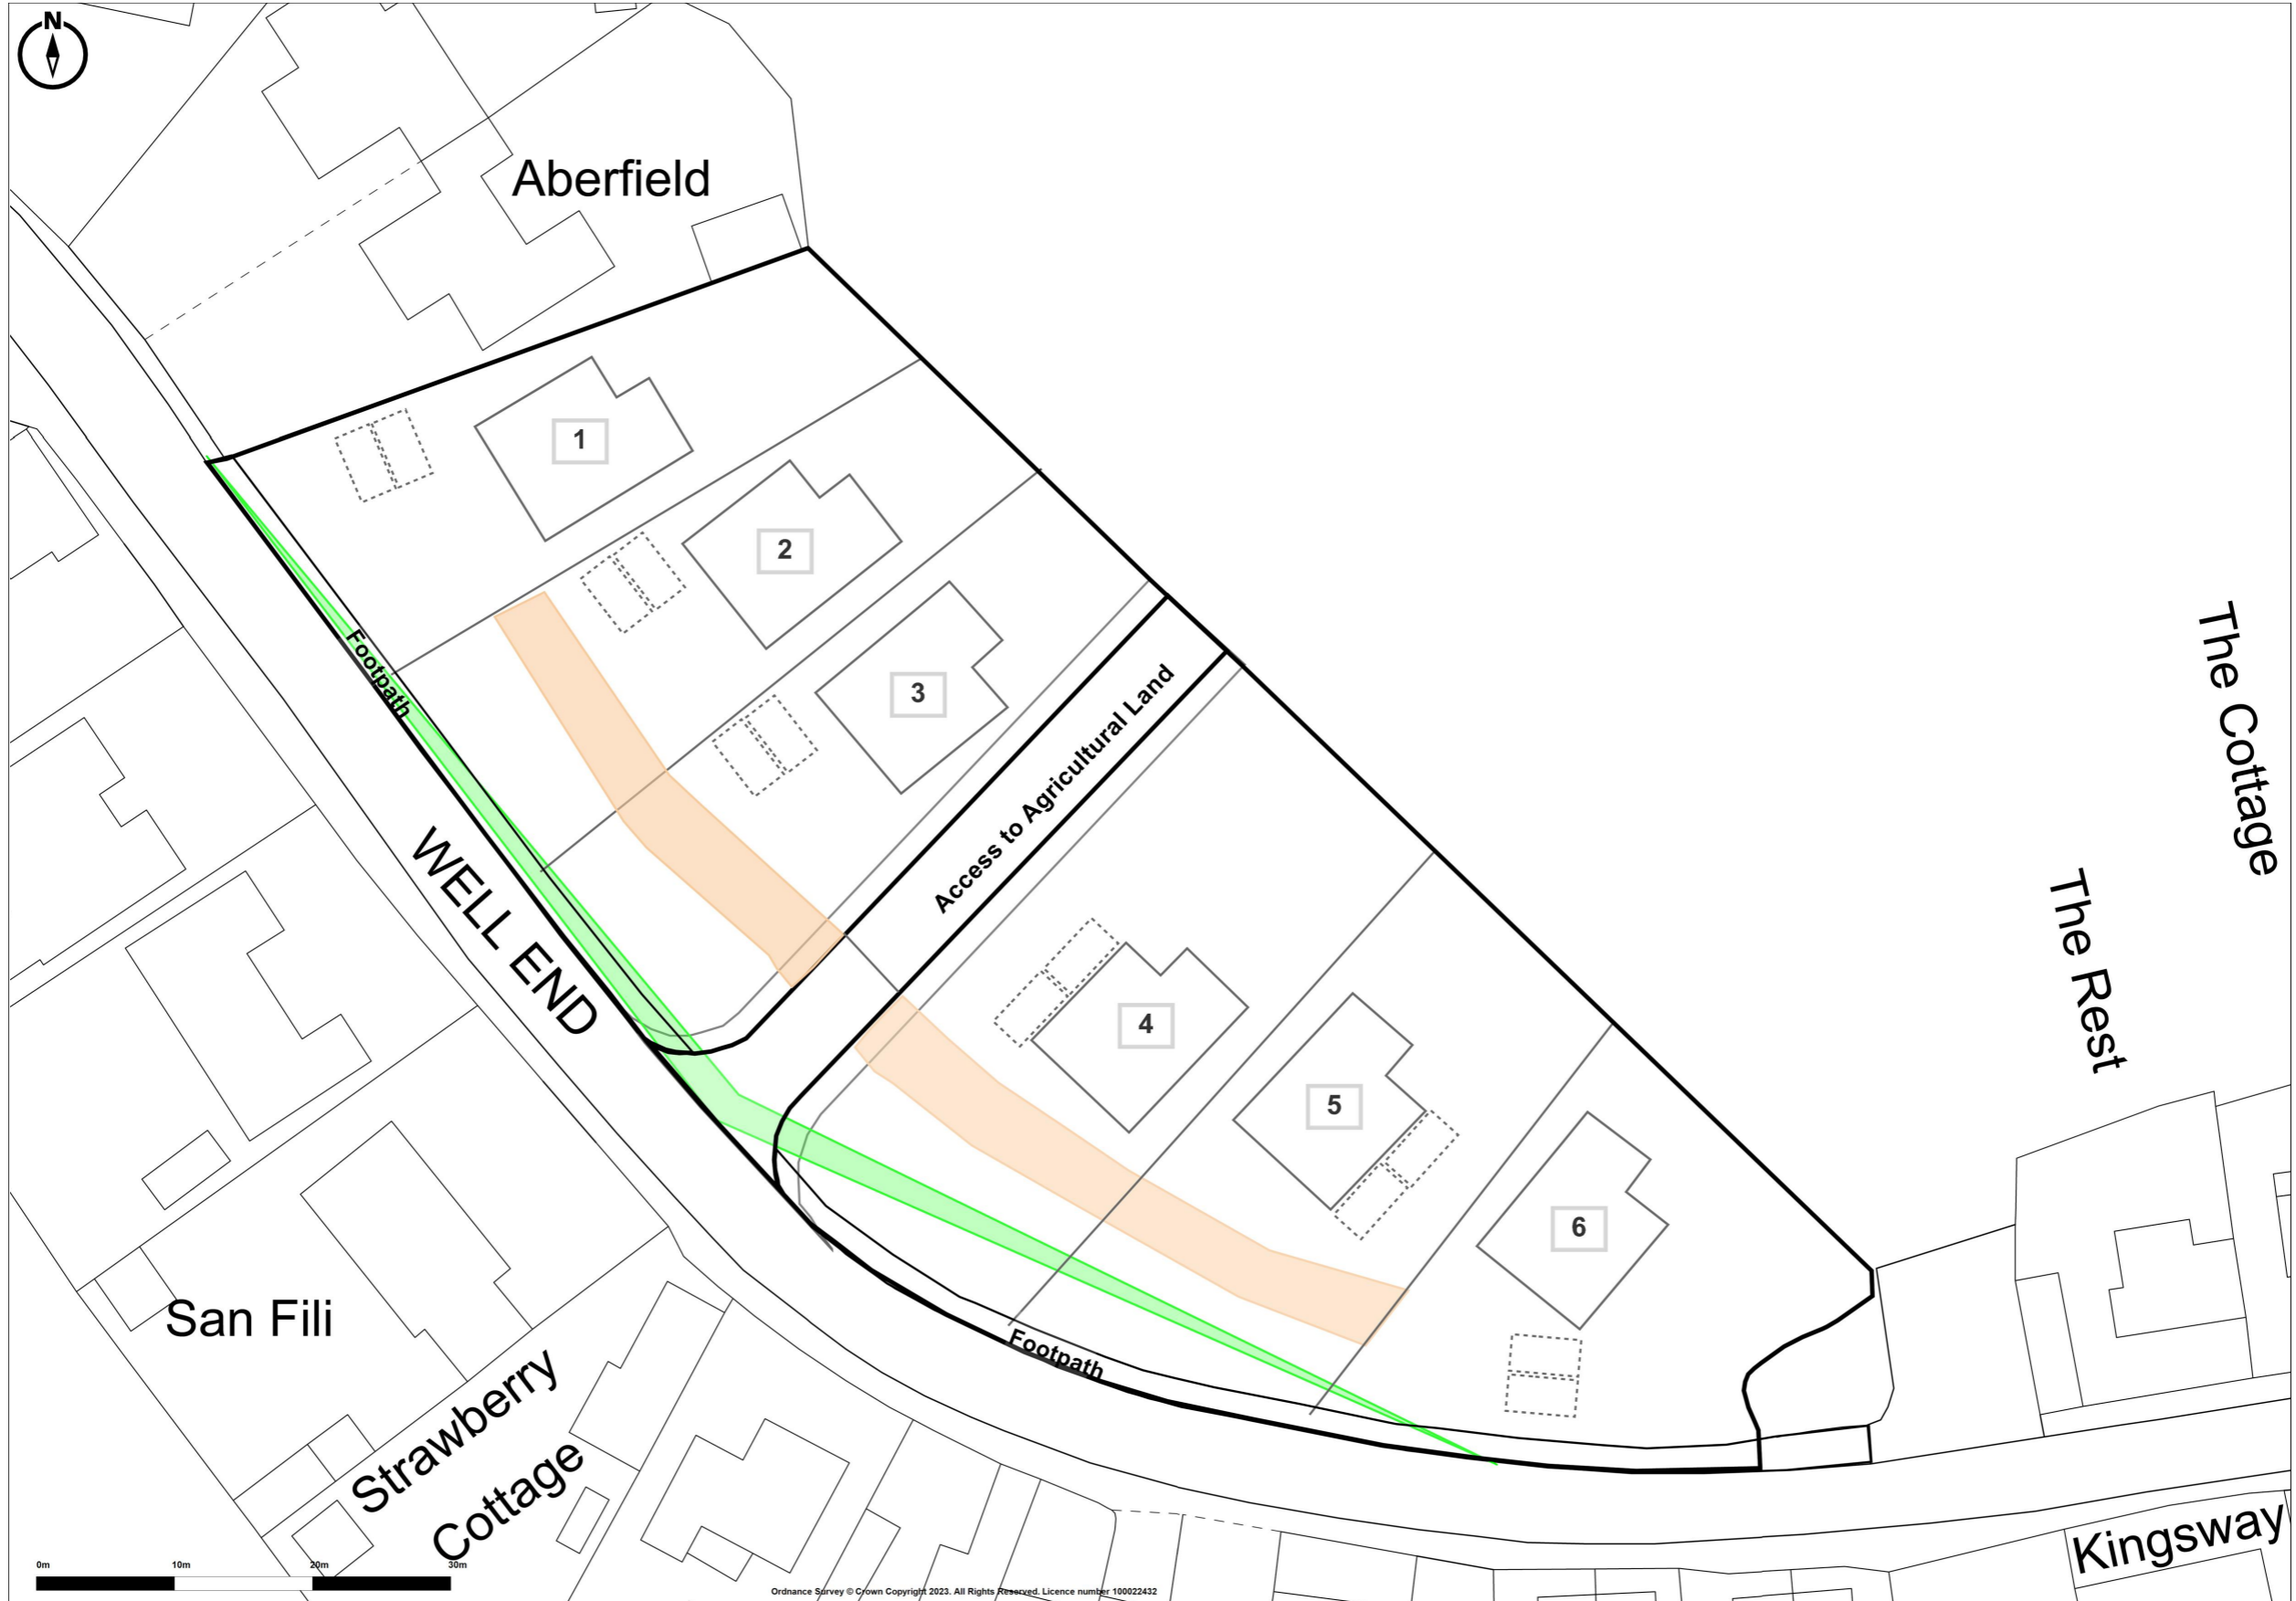 N
Aberfield
1
2
3
Footpath
Access to Agricultural Land
WELL END
The Cottage
The Rest
4
5
6
San Fili
Strawberry
Cottage
Footpath
Kingsway
0m 10m 20m 30m
Ordnance Survey © Crown Copyright 2023. All Rights Reserved. Licence number 100022432